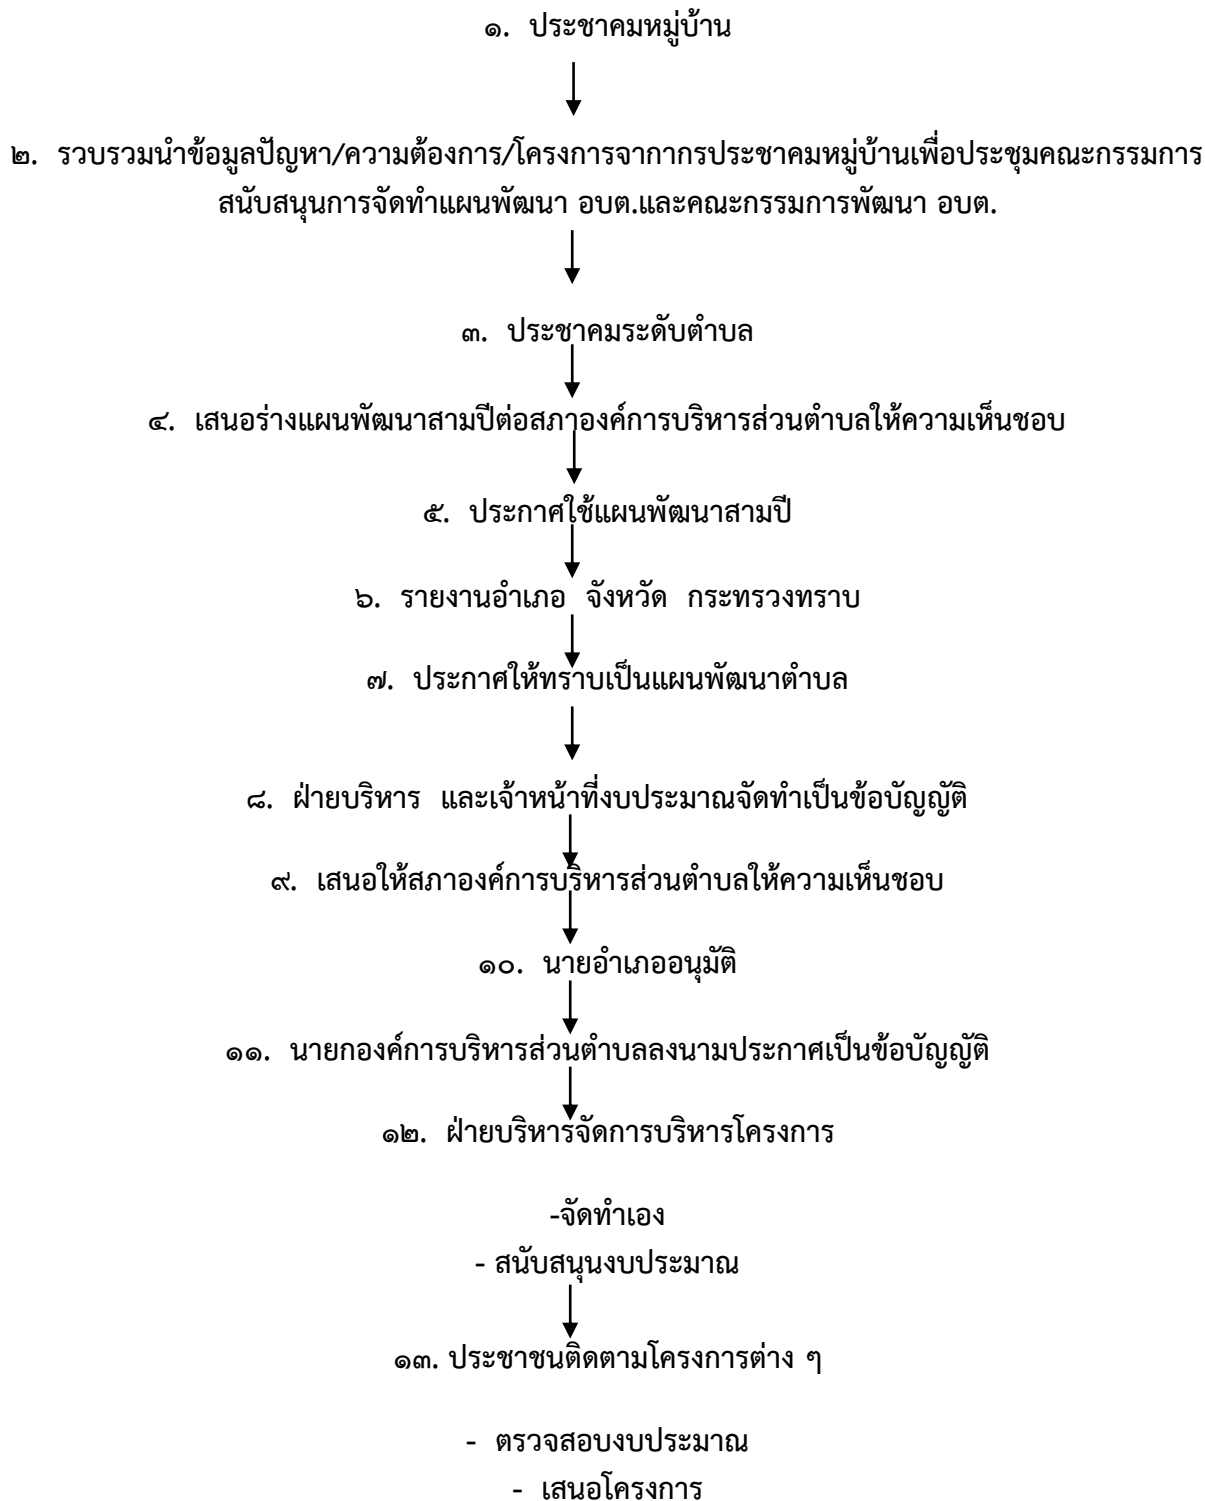 ๑. ประชาคมหมู่บ้าน
๒. รวบรวมนำข้อมูลปัญหา/ความต้องการ/โครงการจากการประชาคมหมู่บ้านเพื่อประชุมคณะกรรมการ
สนับสนุนการจัดทำแผนพัฒนา อบต.และคณะกรรมการพัฒนา อบต.
๓. ประชาคมระดับตำบล
๔. เสนอร่างแผนพัฒนาสามปีต่อสภาองค์การบริหารส่วนตำบลให้ความเห็นชอบ
๕. ประกาศใช้แผนพัฒนาสามปี
๖. รายงานอำเภอ จังหวัด กระทรวงทราบ
๗. ประกาศให้ทราบเป็นแผนพัฒนาตำบล
๘. ฝ่ายบริหาร และเจ้าหน้าที่งบประมาณจัดทำเป็นข้อบัญญัติ
๙. เสนอให้สภาองค์การบริหารส่วนตำบลให้ความเห็นชอบ
๑๐. นายอำเภออนุมัติ
๑๑. นายกองค์การบริหารส่วนตำบลลงนามประกาศเป็นข้อบัญญัติ
๑๒. ฝ่ายบริหารจัดการบริหารโครงการ
-จัดทำเอง
- สนับสนุนงบประมาณ
๑๓. ประชาชนติดตามโครงการต่าง ๆ
- ตรวจสอบงบประมาณ
- เสนอโครงการ